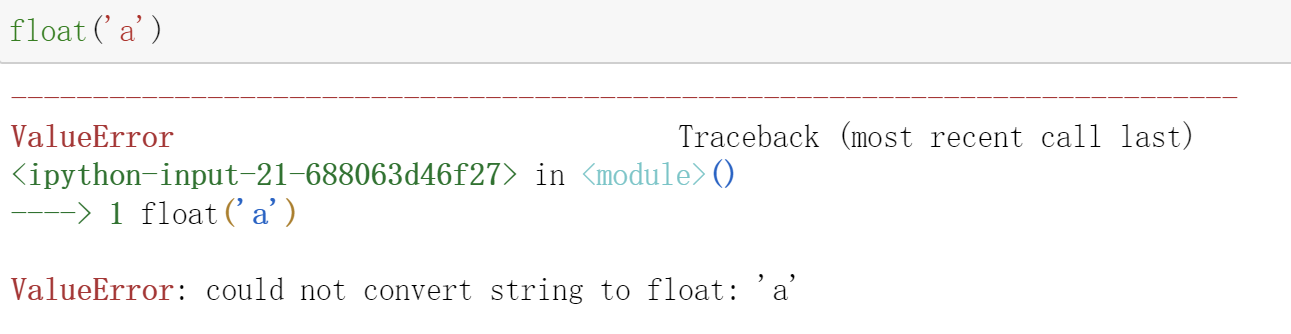 float('a')
---------------------------------------------------------------------------
ValueError                                Traceback (most recent call last)
<ipython-input-21-688063d46f27> in <module>()
----> 1 float('a')
ValueError: could not convert string to float: 'a'